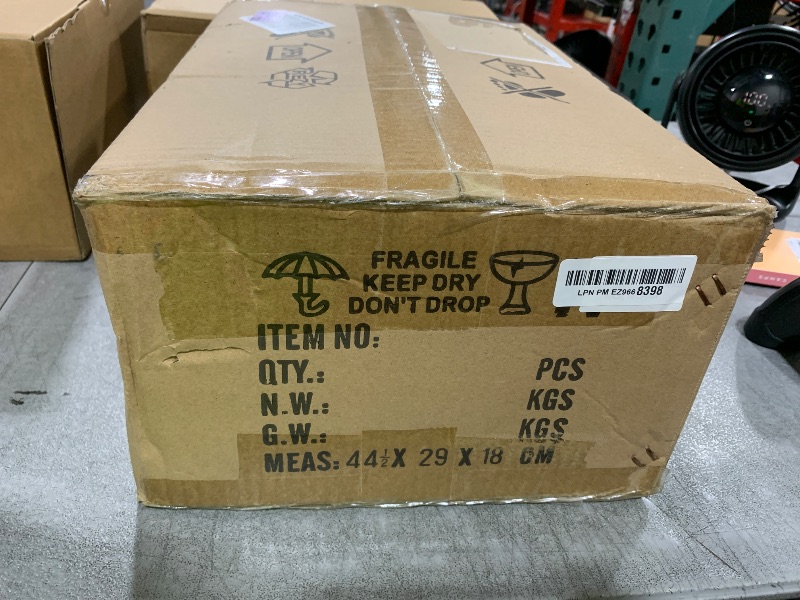 FRAGILE
KEEP DRY
DON'T DROP
LPN PM EZ966 8398
ITEM NO:
QTY.: PCS
N.W.: KGS
G.W.: KGS
MEAS: 44½ X 29 X 18 CM
100